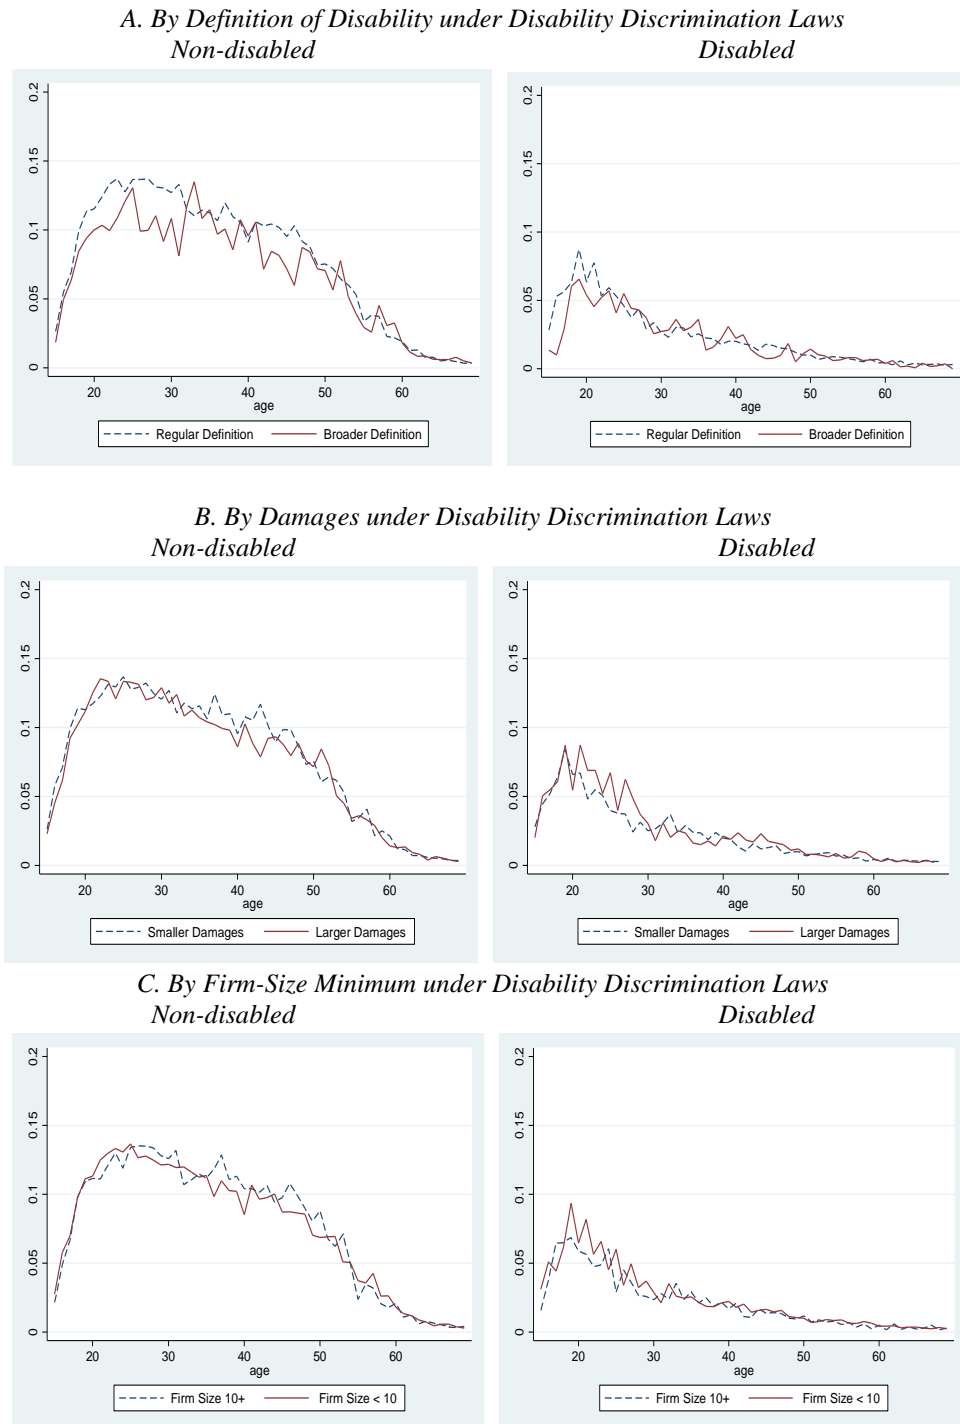 A. By Definition of Disability under Disability Discrimination Laws
Non-disabled Disabled
0.2 0.2
0.15 0.15
0.1 0.1
0.05 0.05
0 0
20 30 40 50 60 20 30 40 50 60
age age
Regular Definition Broader Definition Regular Definition Broader Definition
B. By Damages under Disability Discrimination Laws
Non-disabled Disabled
0.2 0.2
0.15 0.15
0.1 0.1
0.05 0.05
0 0
20 30 40 50 60 20 30 40 50 60
age age
Smaller Damages Larger Damages Smaller Damages Larger Damages
C. By Firm-Size Minimum under Disability Discrimination Laws
Non-disabled Disabled
0.2 0.2
0.15 0.15
0.1 0.1
0.05 0.05
0 0
20 30 40 50 60 20 30 40 50 60
age age
Firm Size 10+ Firm Size < 10 Firm Size 10+ Firm Size < 10